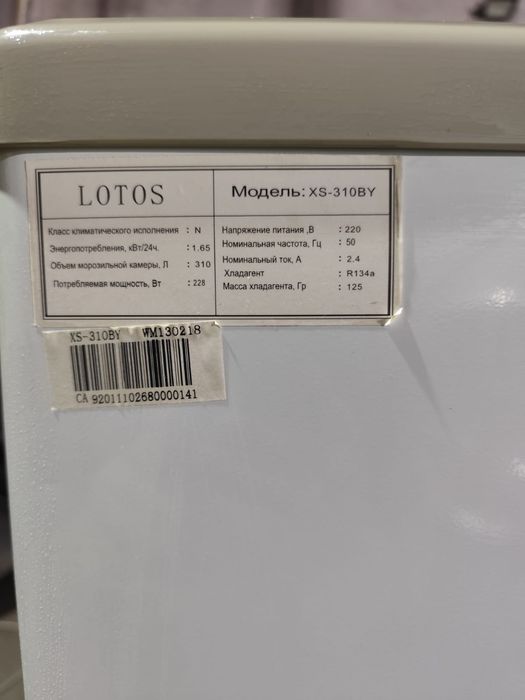 LOTOS
Модель: XS-310BY
Класс климатического исполнения : N
Энергопотребления, кВт/24ч. : 1.65
Объем морозильной камеры, Л : 310
Потребляемая мощность, Вт : 228
Напряжение питания ,В : 220
Номинальная частота, Гц : 50
Номинальный ток, А : 2.4
Хладагент : R134a
Масса хладагента, Гр : 125
XS-310BY WM130218
CA 92011102680000141